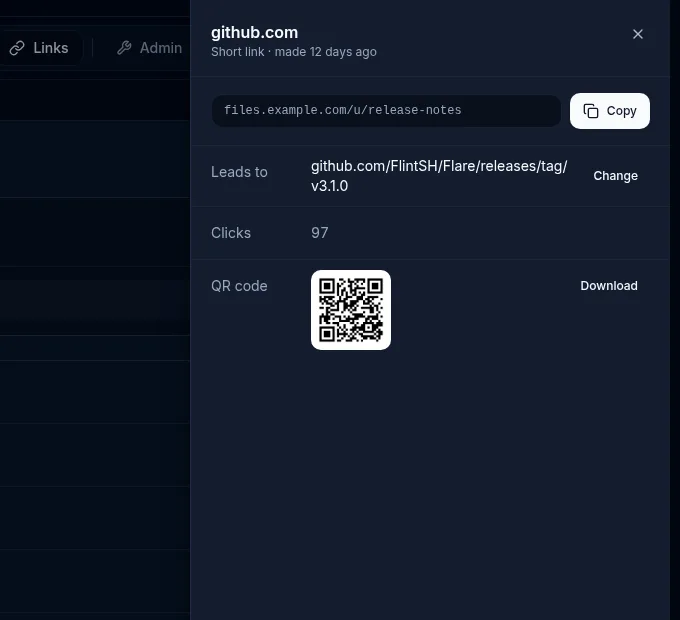 Links
Admin
github.com
Short link · made 12 days ago
files.example.com/u/release-notes
Copy
Leads to
github.com/FlintSH/Flare/releases/tag/
v3.1.0
Change
Clicks
97
QR code
Download